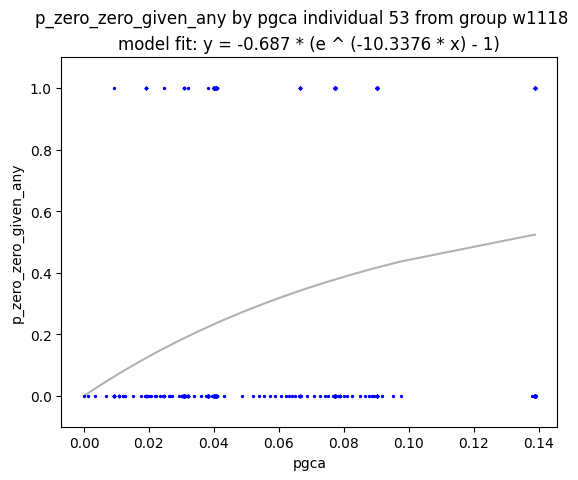 p_zero_zero_given_any by pgca individual 53 from group w1118
model fit: y = -0.687 * (e ^ (-10.3376 * x) - 1)
p_zero_zero_given_any
1.0
0.8
0.6
0.4
0.2
0.0
0.00 0.02 0.04 0.06 0.08 0.10 0.12 0.14
pgca